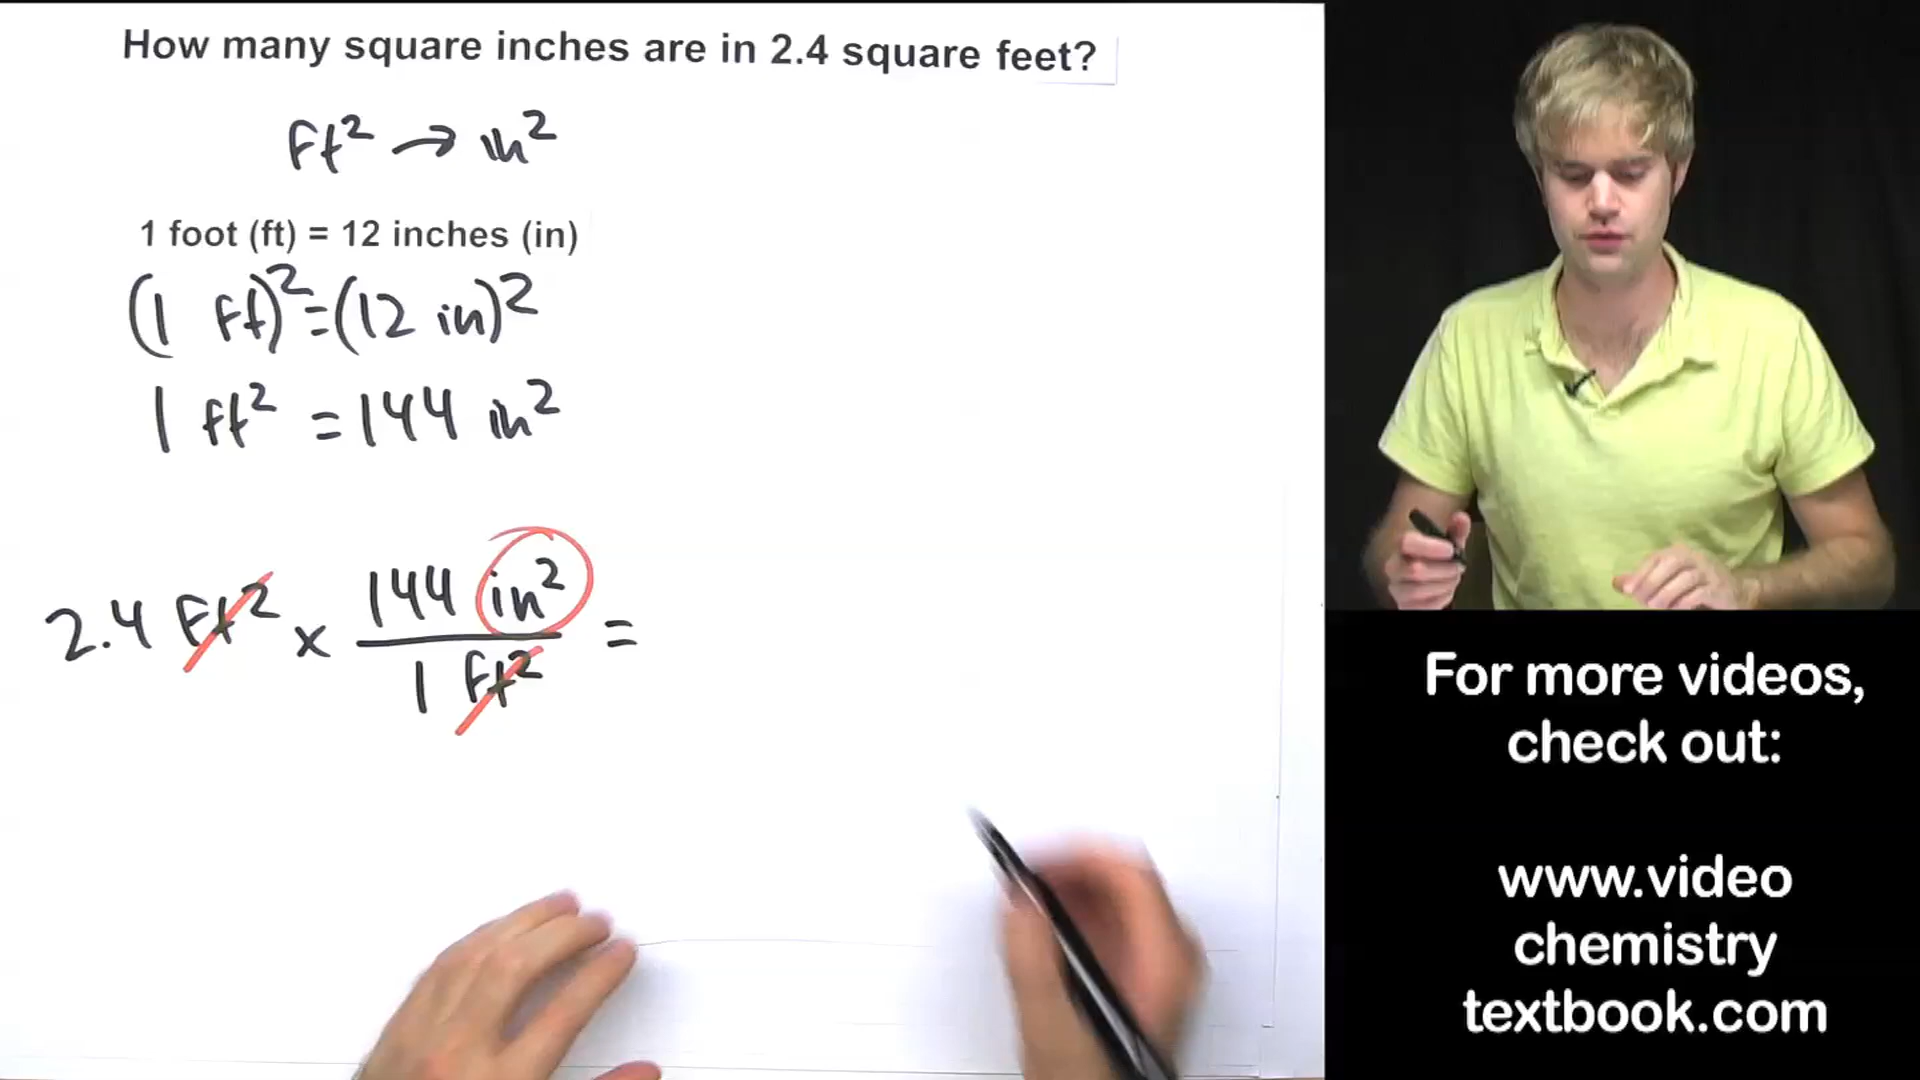 How many square inches are in 2.4 square feet?
ft² → in²
1 foot (ft) = 12 inches (in)
(1 ft)² = (12 in)²
1 ft² = 144 in²
2.4 ft² x 144 in² =
1 ft²
For more videos,
check out:
www.video
chemistry
textbook.com